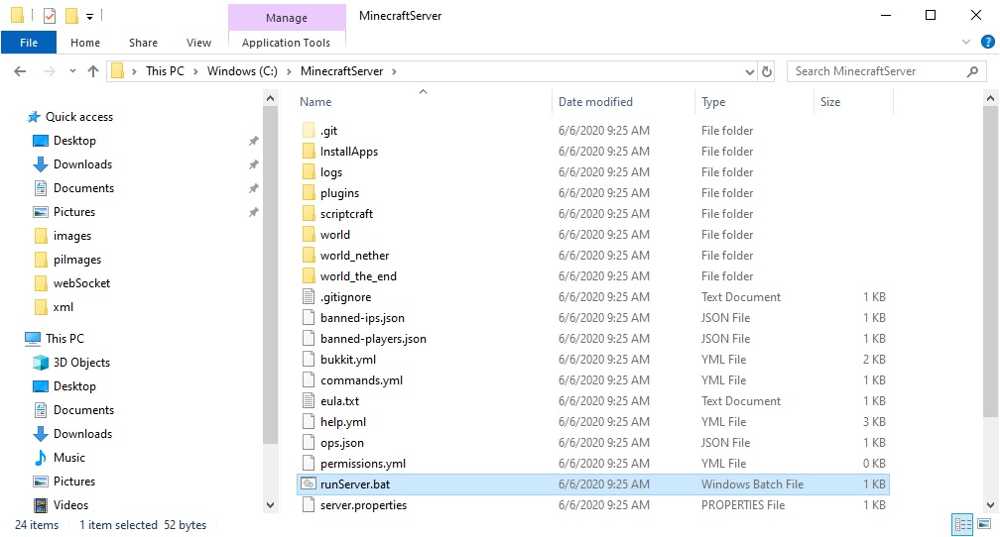 Manage
MinecraftServer
File
Home
Share
View
Application Tools
This PC
Windows (C:)
MinecraftServer
Search MinecraftServer
Quick access
Desktop
Downloads
Documents
Pictures
images
piImages
webSocket
xml
This PC
3D Objects
Desktop
Documents
Downloads
Music
Pictures
Videos
Name Date modified Type Size
.git 6/6/2020 9:25 AM File folder
InstallApps 6/6/2020 9:25 AM File folder
logs 6/6/2020 9:25 AM File folder
plugins 6/6/2020 9:25 AM File folder
scriptcraft 6/6/2020 9:25 AM File folder
world 6/6/2020 9:25 AM File folder
world_nether 6/6/2020 9:25 AM File folder
world_the_end 6/6/2020 9:25 AM File folder
.gitignore 6/6/2020 9:25 AM Text Document 1 KB
banned-ips.json 6/6/2020 9:25 AM JSON File 1 KB
banned-players.json 6/6/2020 9:25 AM JSON File 1 KB
bukkit.yml 6/6/2020 9:25 AM YML File 2 KB
commands.yml 6/6/2020 9:25 AM YML File 1 KB
eula.txt 6/6/2020 9:25 AM Text Document 1 KB
help.yml 6/6/2020 9:25 AM YML File 3 KB
ops.json 6/6/2020 9:25 AM JSON File 1 KB
permissions.yml 6/6/2020 9:25 AM YML File 0 KB
runServer.bat 6/6/2020 9:25 AM Windows Batch File 1 KB
server.properties 6/6/2020 9:25 AM PROPERTIES File 1 KB
24 items 1 item selected 52 bytes